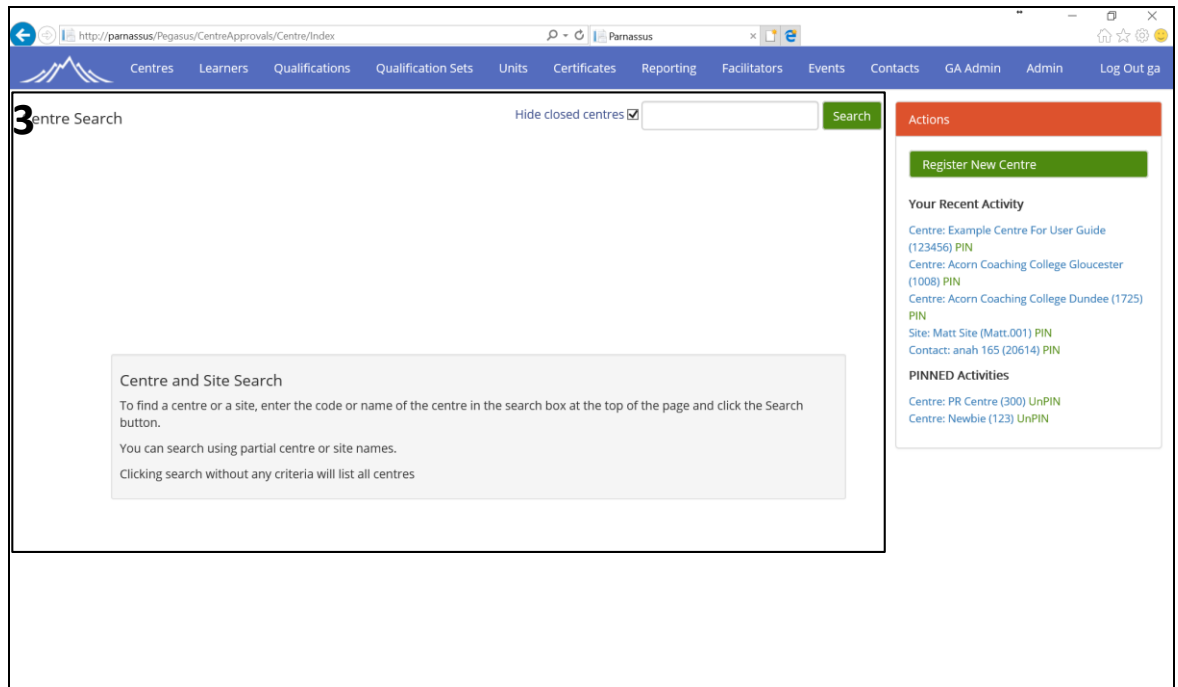 http://parnassus/Pegasus/CentreApprovals/Centre/Index
Parnassus
Centres Learners Qualifications Qualification Sets Units Certificates Reporting Facilitators Events Contacts GA Admin Admin Log Out ga
3
entre Search
Hide closed centres
Search
Centre and Site Search
To find a centre or a site, enter the code or name of the centre in the search box at the top of the page and click the Search
button.
You can search using partial centre or site names.
Clicking search without any criteria will list all centres
Actions
Register New Centre
Your Recent Activity
Centre: Example Centre For User Guide
(123456) PIN
Centre: Acorn Coaching College Gloucester
(1008) PIN
Centre: Acorn Coaching College Dundee (1725)
PIN
Site: Matt Site (Matt.001) PIN
Contact: anah 165 (20614) PIN
PINNED Activities
Centre: PR Centre (300) UnPIN
Centre: Newbie (123) UnPIN